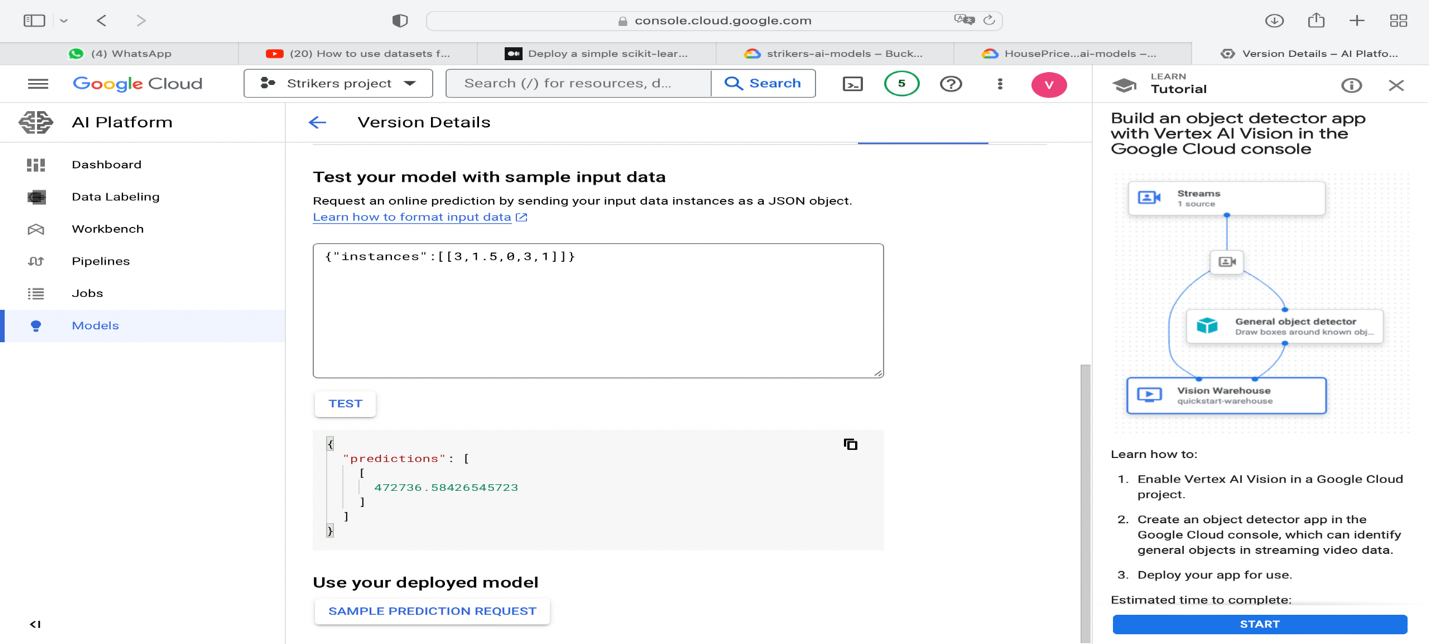 console.cloud.google.com
(4) WhatsApp
(20) How to use datasets f...
Deploy a simple scikit-lear...
strikers-ai-models – Buck...
HousePrice...ai-models –...
Version Details – AI Platfo...
Google Cloud
Strikers project
Search (/) for resources, d...
Search
5
V
LEARN
Tutorial
AI Platform
Dashboard
Data Labeling
Workbench
Pipelines
Jobs
Models
Version Details
Test your model with sample input data
Request an online prediction by sending your input data instances as a JSON object.
Learn how to format input data
{"instances":[[3,1.5,0,3,1]]}
TEST
{
"predictions": [
[
472736.58426545723
]
]
}
Use your deployed model
SAMPLE PREDICTION REQUEST
Build an object detector app
with Vertex AI Vision in the
Google Cloud console
Streams
1 source
General object detector
Draw boxes around known obj...
Vision Warehouse
quickstart-warehouse
Learn how to:
1. Enable Vertex AI Vision in a Google Cloud
project.
2. Create an object detector app in the
Google Cloud console, which can identify
general objects in streaming video data.
3. Deploy your app for use.
Estimated time to complete:
START